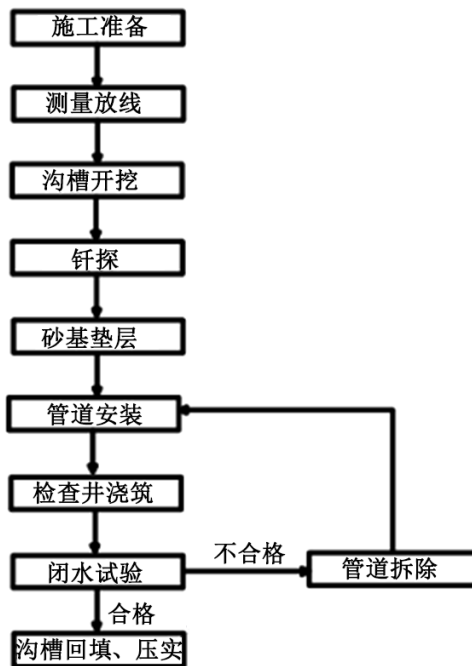 施工准备
测量放线
沟槽开挖
钎探
砂基垫层
管道安装
检查井浇筑
闭水试验
不合格
管道拆除
合格
沟槽回填、压实